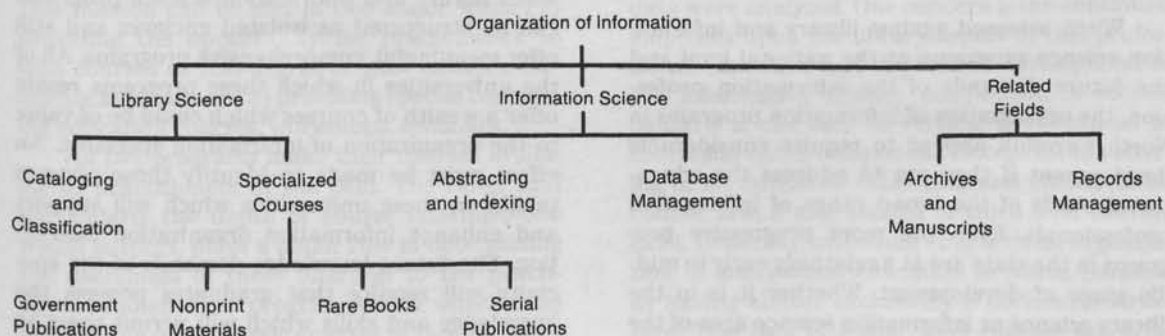 Organization of Information
Library Science
Information Science
Related
Fields
Cataloging
and
Classification
Specialized
Courses
Abstracting
and Indexing
Data base
Management
Archives
and
Manuscripts
Records
Management
Government
Publications
Nonprint
Materials
Rare Books
Serial
Publications